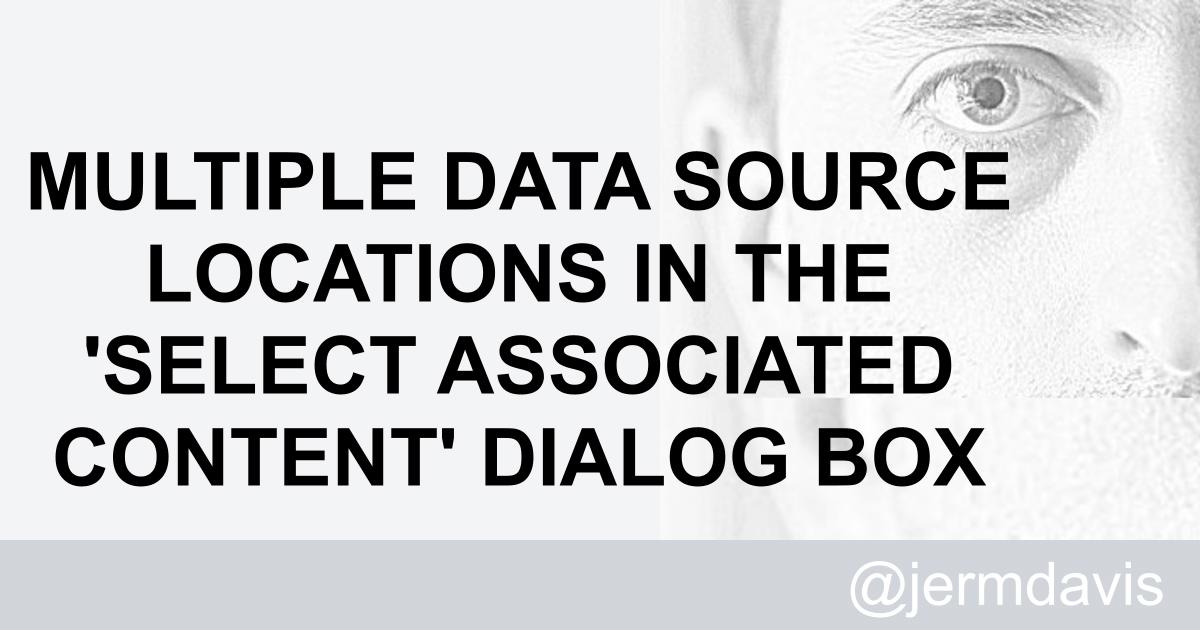 MULTIPLE DATA SOURCE
LOCATIONS IN THE
'SELECT ASSOCIATED
CONTENT' DIALOG BOX
@jermdavis